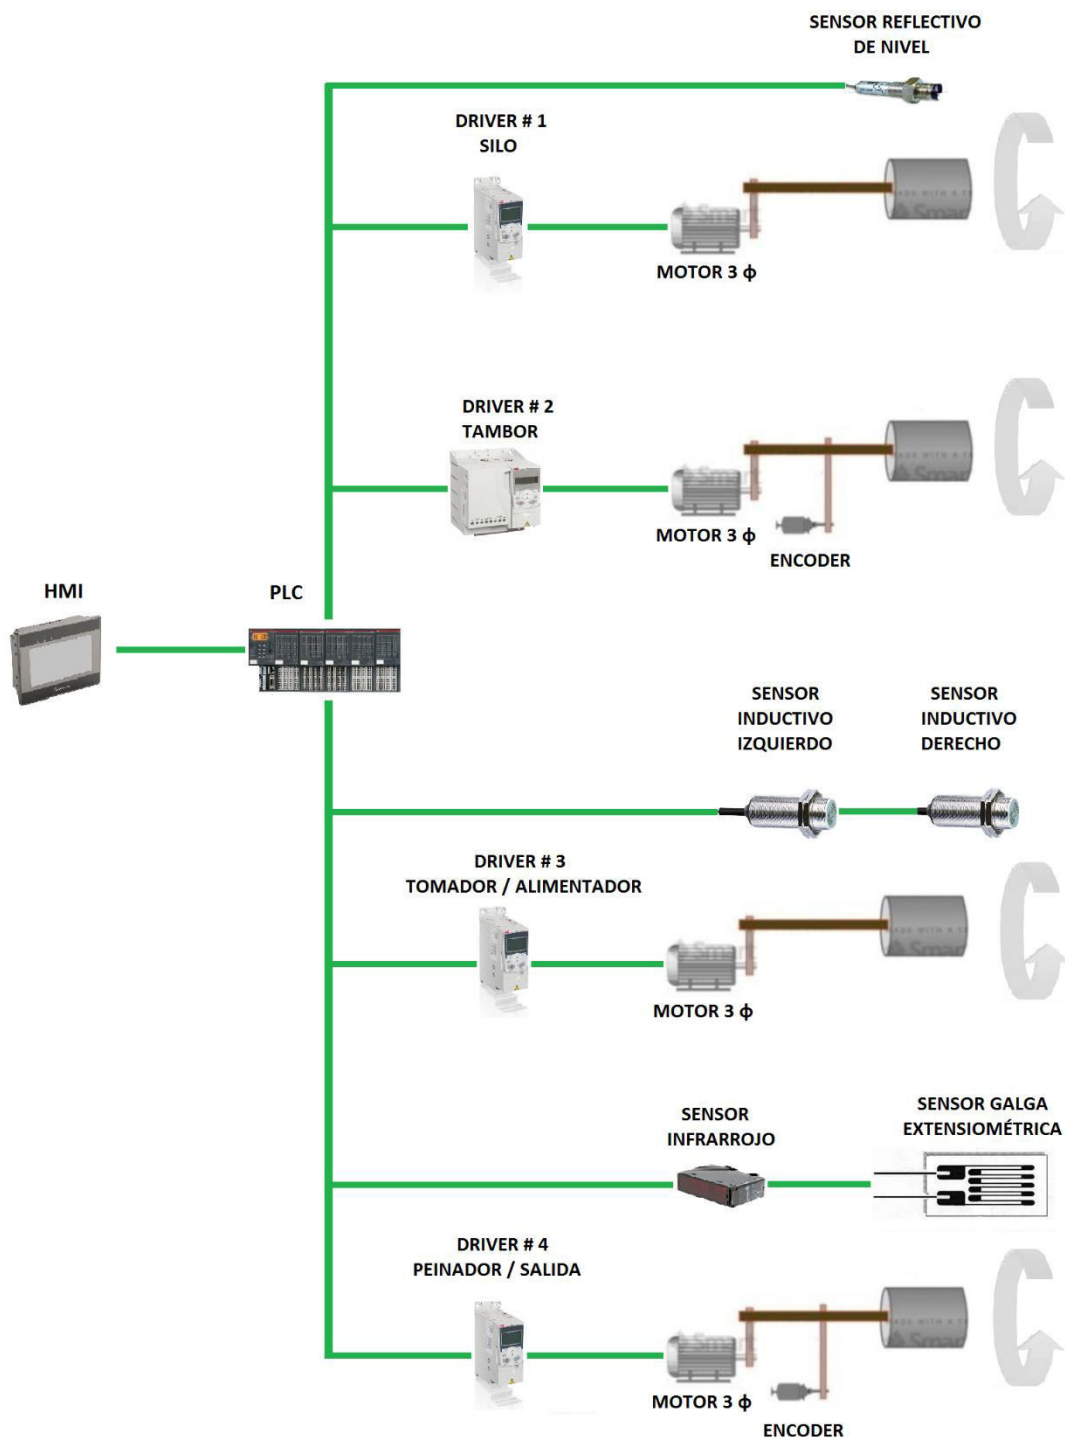 SENSOR REFLECTIVO
DE NIVEL
DRIVER # 1
SILO
MOTOR 3 ϕ
DRIVER # 2
TAMBOR
MOTOR 3 ϕ
ENCODER
HMI
PLC
SENSOR
INDUCTIVO
IZQUIERDO
SENSOR
INDUCTIVO
DERECHO
DRIVER # 3
TOMADOR / ALIMENTADOR
MOTOR 3 ϕ
SENSOR
INFRARROJO
SENSOR GALGA
EXTENSIOMÉTRICA
DRIVER # 4
PEINADOR / SALIDA
MOTOR 3 ϕ
ENCODER